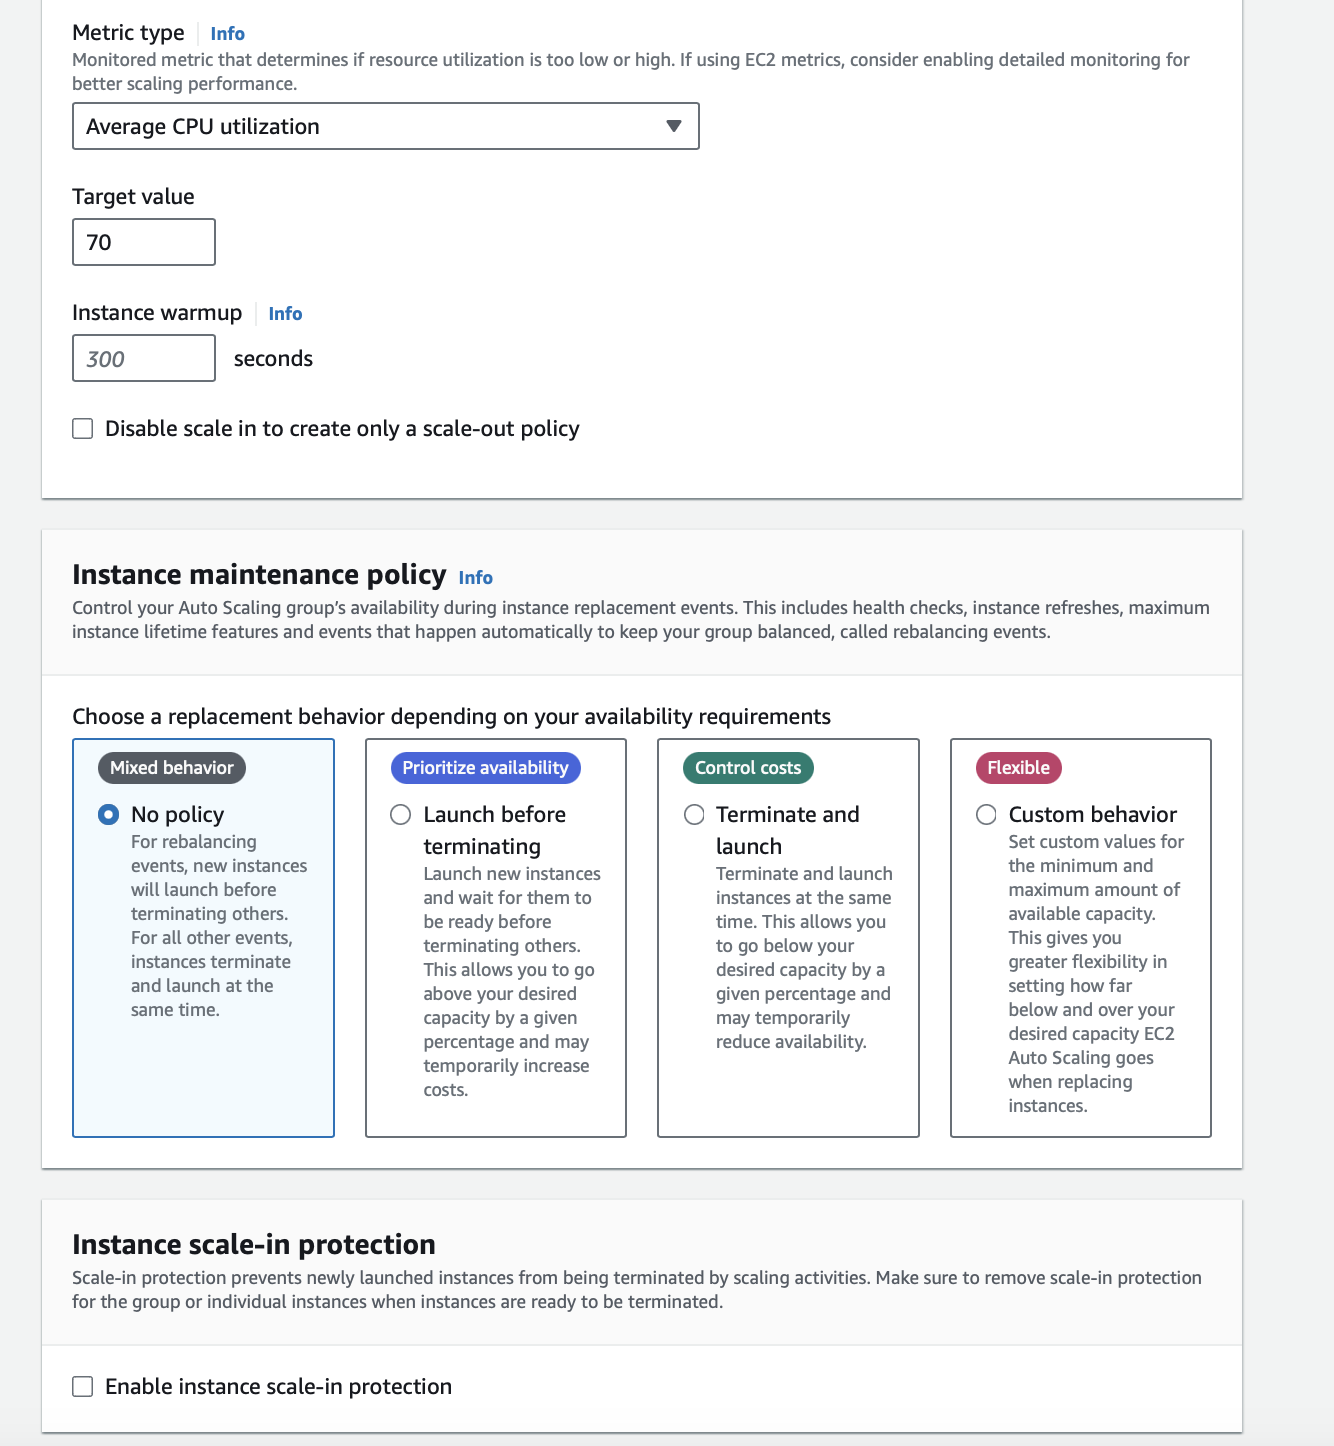 Metric type Info
Monitored metric that determines if resource utilization is too low or high. If using EC2 metrics, consider enabling detailed monitoring for
better scaling performance.
Average CPU utilization
Target value
70
Instance warmup Info
300 seconds
Disable scale in to create only a scale-out policy
Instance maintenance policy Info
Control your Auto Scaling group's availability during instance replacement events. This includes health checks, instance refreshes, maximum
instance lifetime features and events that happen automatically to keep your group balanced, called rebalancing events.
Choose a replacement behavior depending on your availability requirements
Mixed behavior
No policy
For rebalancing
events, new instances
will launch before
terminating others.
For all other events,
instances terminate
and launch at the
same time.
Prioritize availability
Launch before
terminating
Launch new instances
and wait for them to
be ready before
terminating others.
This allows you to go
above your desired
capacity by a given
percentage and may
temporarily increase
costs.
Control costs
Terminate and
launch
Terminate and launch
instances at the same
time. This allows you
to go below your
desired capacity by a
given percentage and
may temporarily
reduce availability.
Flexible
Custom behavior
Set custom values for
the minimum and
maximum amount of
available capacity.
This gives you
greater flexibility in
setting how far
below and over your
desired capacity EC2
Auto Scaling goes
when replacing
instances.
Instance scale-in protection
Scale-in protection prevents newly launched instances from being terminated by scaling activities. Make sure to remove scale-in protection
for the group or individual instances when instances are ready to be terminated.
Enable instance scale-in protection